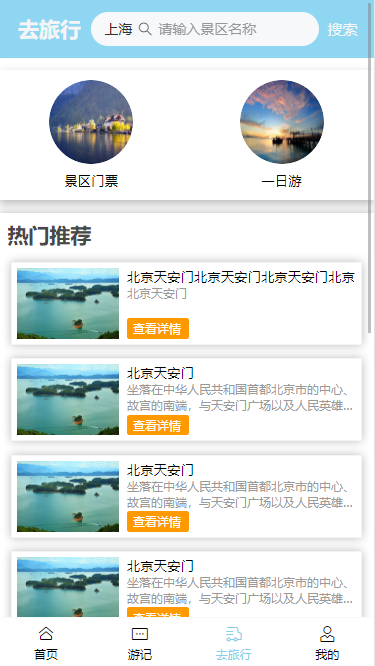 去旅行 上海 请输入景区名称 搜索
景区门票 一日游
热门推荐
北京天安门北京天安门北京天安门北京
北京天安门
查看详情
北京天安门
坐落在中华人民共和国首都北京市的中心、
故宫的南端，与天安门广场以及人民英雄...
查看详情
北京天安门
坐落在中华人民共和国首都北京市的中心、
故宫的南端，与天安门广场以及人民英雄...
查看详情
北京天安门
坐落在中华人民共和国首都北京市的中心、
故宫的南端，与天安门广场以及人民英雄...
查看详情
首页 游记 去旅行 我的